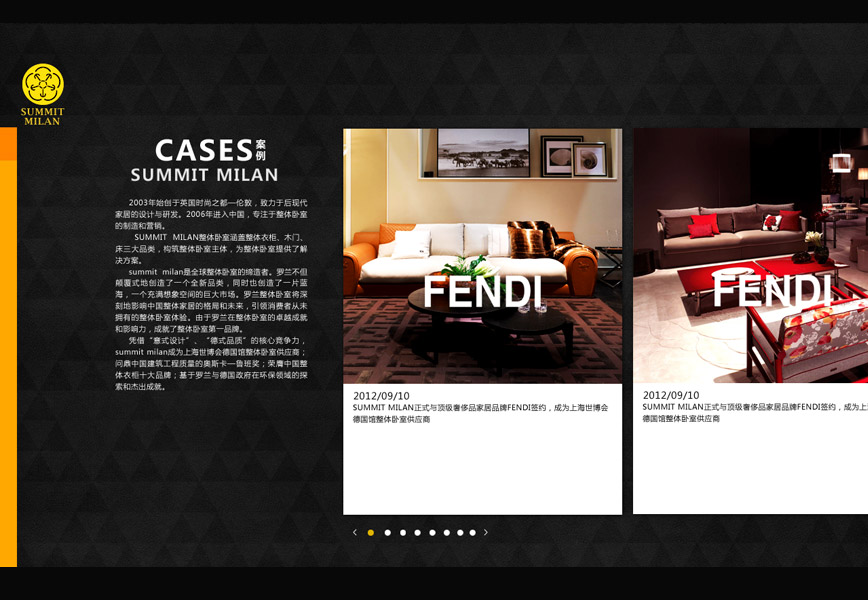 SUMMIT
MILAN
CASES案例
SUMMIT MILAN
2003年始创于英国时尚之都—伦敦，致力于后现代
家居的设计与研发。2006年进入中国，专注于整体卧室
的制造和营销。
SUMMIT MILAN整体卧室涵盖整体衣柜、木门、
床三大品类，构筑整体卧室主体，为整体卧室提供了解
决方案。
summit milan是全球整体卧室的缔造者。罗兰不但
颠覆式地创造了一个全新品类，同时也创造了一片蓝
海，一个充满想象空间的巨大市场。罗兰整体卧室将深
刻地影响中国整体家居的格局和未来，引领消费者从未
拥有的整体卧室体验。由于罗兰在整体卧室的卓越成就
和影响力，成就了整体卧室第一品牌。
凭借“意式设计”、“德式品质”的核心竞争力，
summit milan成为上海世博会德国馆整体卧室供应商；
问鼎中国建筑工程质量的奥斯卡—鲁班奖；荣膺中国整
体衣柜十大品牌；基于罗兰与德国政府在环保领域的探
索和杰出成就。
FENDI
2012/09/10
SUMMIT MILAN正式与顶级奢侈品家居品牌FENDI签约，成为上海世博会
德国馆整体卧室供应商
FENDI
2012/09/10
SUMMIT MILAN正式与顶级奢侈品家居品牌FENDI签约，成为上海
德国馆整体卧室供应商